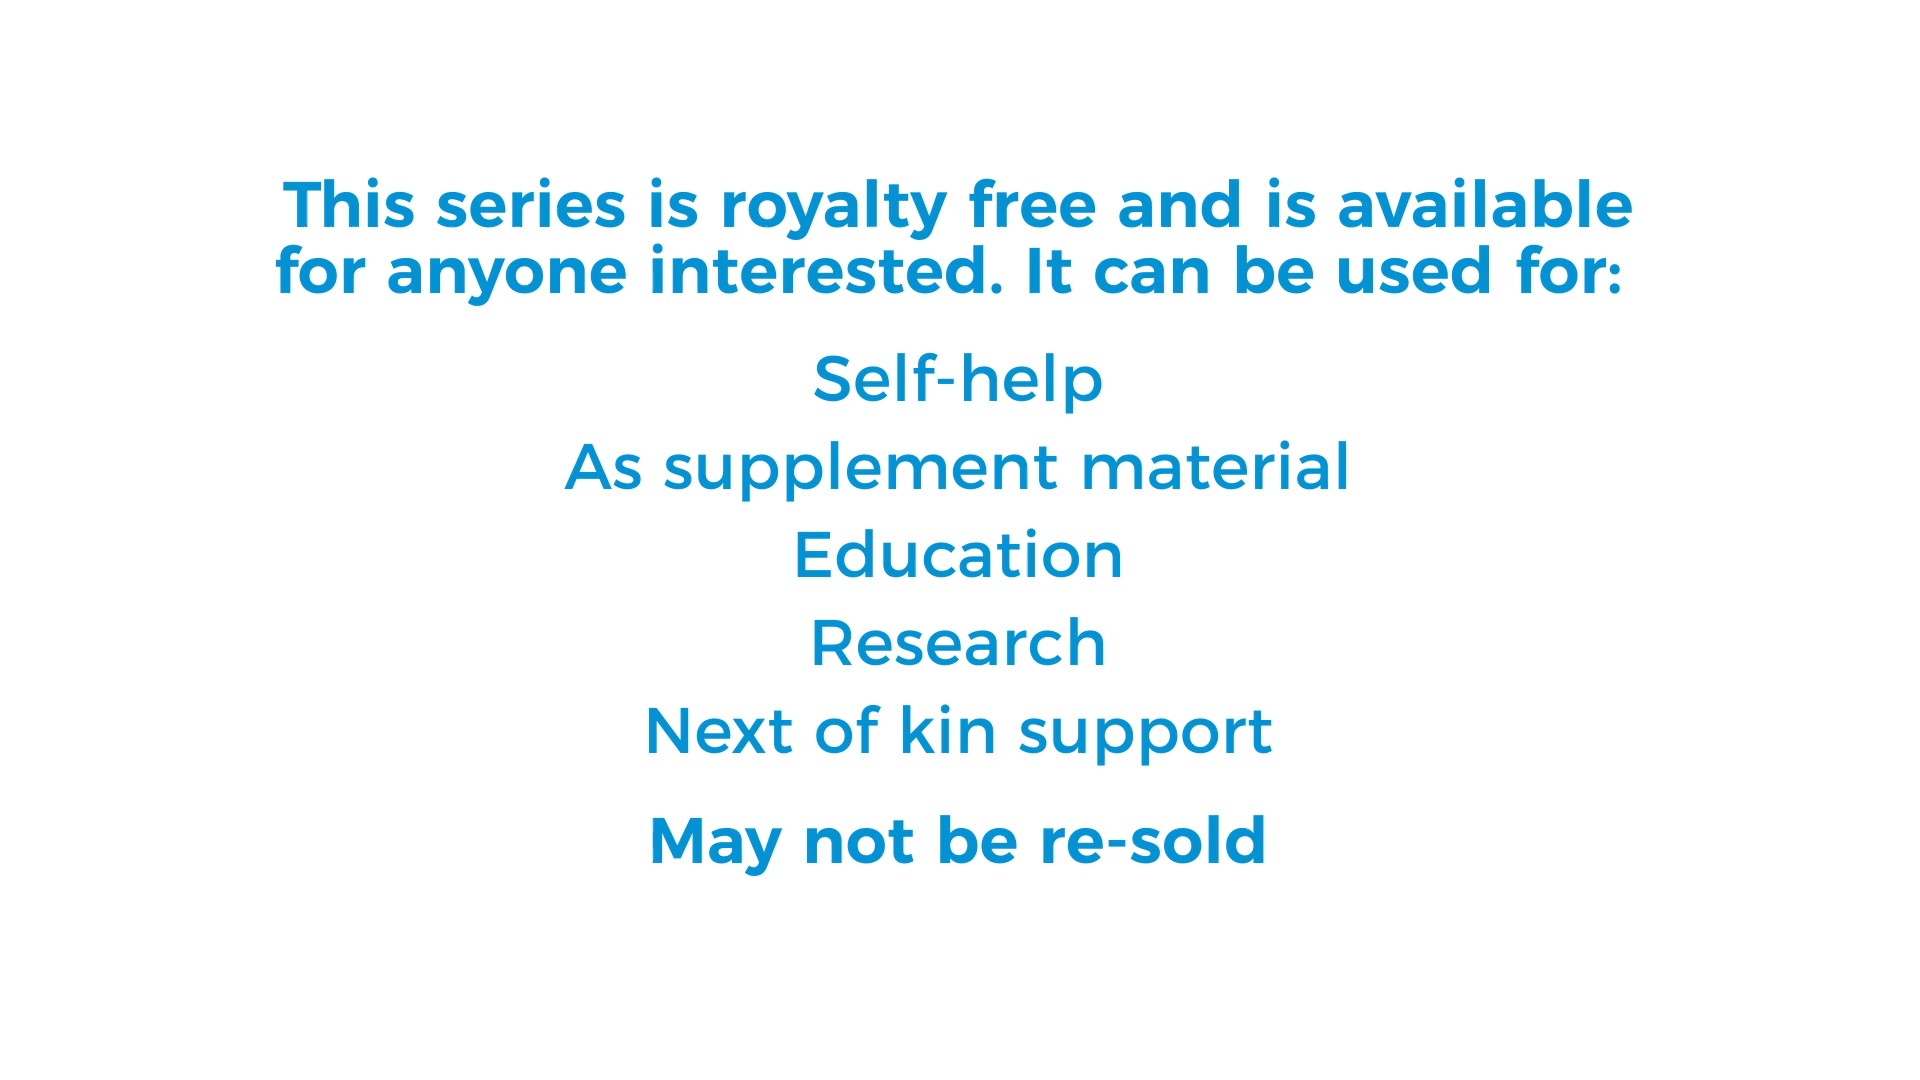 This series is royalty free and is available
for anyone interested. It can be used for:
Self-help
As supplement material
Education
Research
Next of kin support
May not be re-sold